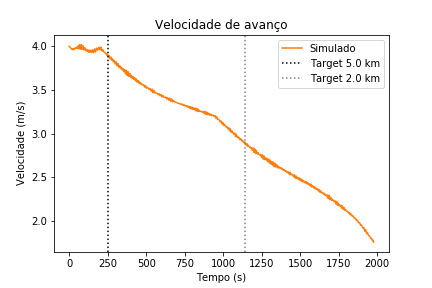 Velocidade de avanço
4.0
3.5
3.0
2.5
2.0
Velocidade (m/s)
Simulado
Target 5.0 km
Target 2.0 km
0 250 500 750 1000 1250 1500 1750 2000
Tempo (s)